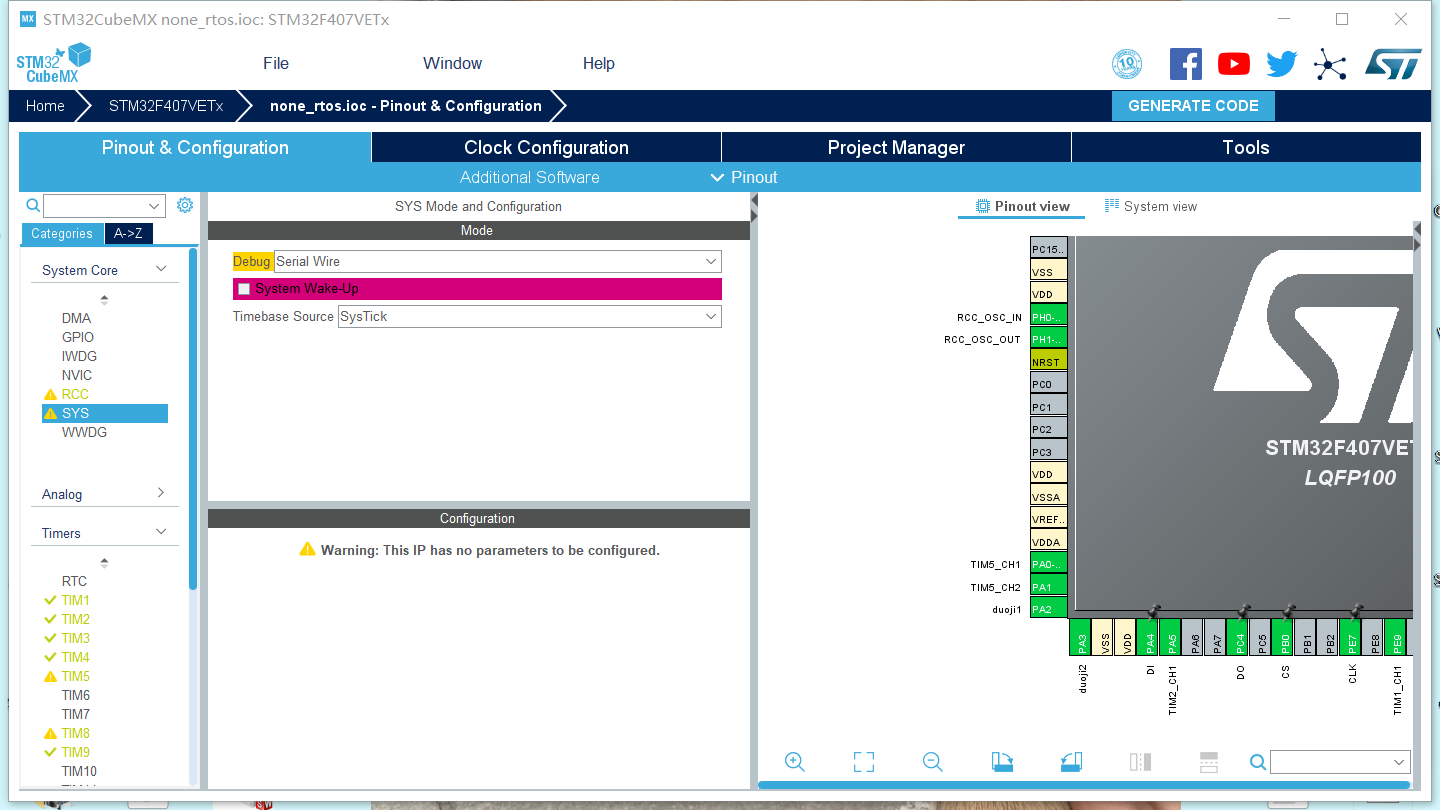 MX STM32CubeMX none_rtos.ioc: STM32F407VETx
STM32
CubeMX
File Window Help
10
Home STM32F407VETx none_rtos.ioc - Pinout & Configuration GENERATE CODE
Pinout & Configuration Clock Configuration Project Manager Tools
Additional Software Pinout
Categories A->Z
System Core
DMA
GPIO
IWDG
NVIC
RCC
SYS
WWDG
Analog
Timers
RTC
TIM1
TIM2
TIM3
TIM4
TIM5
TIM6
TIM7
TIM8
TIM9
TIM10
SYS Mode and Configuration
Mode
Debug Serial Wire
System Wake-Up
Timebase Source SysTick
Configuration
Warning: This IP has no parameters to be configured.
Pinout view System view
PC15..
VSS
VDD
RCC_OSC_IN PH0-..
RCC_OSC_OUT PH1-..
NRST
PC0
PC1
PC2
PC3
VDD
VSSA
VREF..
VDDA
TIM5_CH1 PA0-..
TIM5_CH2 PA1
duoji1 PA2
STM32F407VET
LQFP100
PA3 VSS VDD PA4 PA5 PA6 PA7 PC4 PC5 PB0 PB1 PB2 PE7 PE8 PE9
duoji2 DI TIM2_CH1 DO CS CLK TIM1_CH1